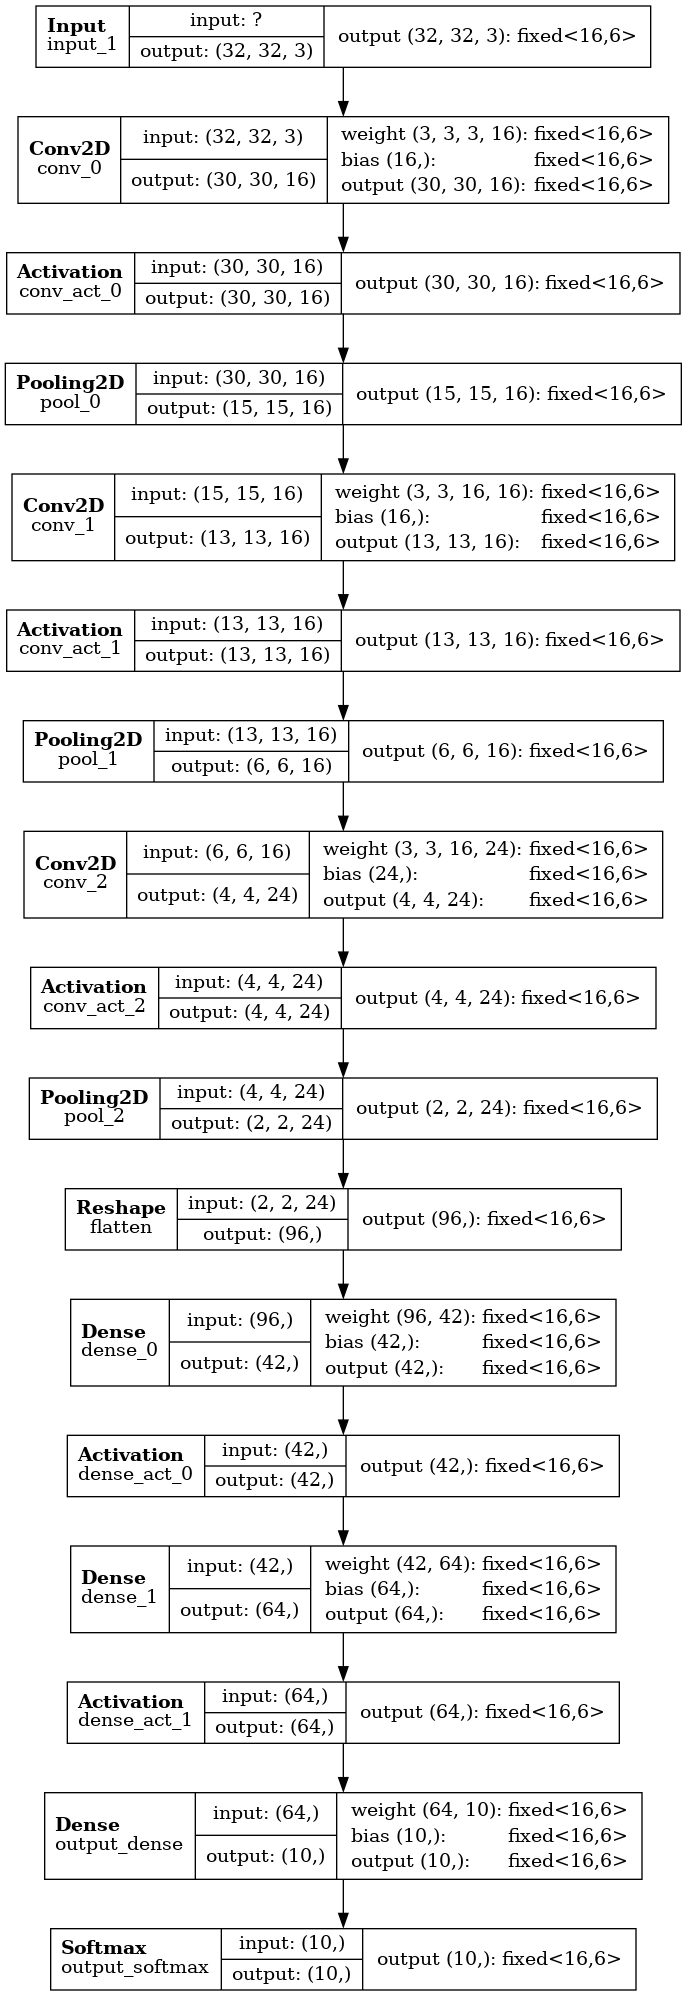 Input
input_1
input: ?
output: (32, 32, 3)
output (32, 32, 3): fixed<16,6>
Conv2D
conv_0
input: (32, 32, 3)
output: (30, 30, 16)
weight (3, 3, 3, 16): fixed<16,6>
bias (16,): fixed<16,6>
output (30, 30, 16): fixed<16,6>
Activation
conv_act_0
input: (30, 30, 16)
output: (30, 30, 16)
output (30, 30, 16): fixed<16,6>
Pooling2D
pool_0
input: (30, 30, 16)
output: (15, 15, 16)
output (15, 15, 16): fixed<16,6>
Conv2D
conv_1
input: (15, 15, 16)
output: (13, 13, 16)
weight (3, 3, 16, 16): fixed<16,6>
bias (16,): fixed<16,6>
output (13, 13, 16): fixed<16,6>
Activation
conv_act_1
input: (13, 13, 16)
output: (13, 13, 16)
output (13, 13, 16): fixed<16,6>
Pooling2D
pool_1
input: (13, 13, 16)
output: (6, 6, 16)
output (6, 6, 16): fixed<16,6>
Conv2D
conv_2
input: (6, 6, 16)
output: (4, 4, 24)
weight (3, 3, 16, 24): fixed<16,6>
bias (24,): fixed<16,6>
output (4, 4, 24): fixed<16,6>
Activation
conv_act_2
input: (4, 4, 24)
output: (4, 4, 24)
output (4, 4, 24): fixed<16,6>
Pooling2D
pool_2
input: (4, 4, 24)
output: (2, 2, 24)
output (2, 2, 24): fixed<16,6>
Reshape
flatten
input: (2, 2, 24)
output: (96,)
output (96,): fixed<16,6>
Dense
dense_0
input: (96,)
output: (42,)
weight (96, 42): fixed<16,6>
bias (42,): fixed<16,6>
output (42,): fixed<16,6>
Activation
dense_act_0
input: (42,)
output: (42,)
output (42,): fixed<16,6>
Dense
dense_1
input: (42,)
output: (64,)
weight (42, 64): fixed<16,6>
bias (64,): fixed<16,6>
output (64,): fixed<16,6>
Activation
dense_act_1
input: (64,)
output: (64,)
output (64,): fixed<16,6>
Dense
output_dense
input: (64,)
output: (10,)
weight (64, 10): fixed<16,6>
bias (10,): fixed<16,6>
output (10,): fixed<16,6>
Softmax
output_softmax
input: (10,)
output: (10,)
output (10,): fixed<16,6>